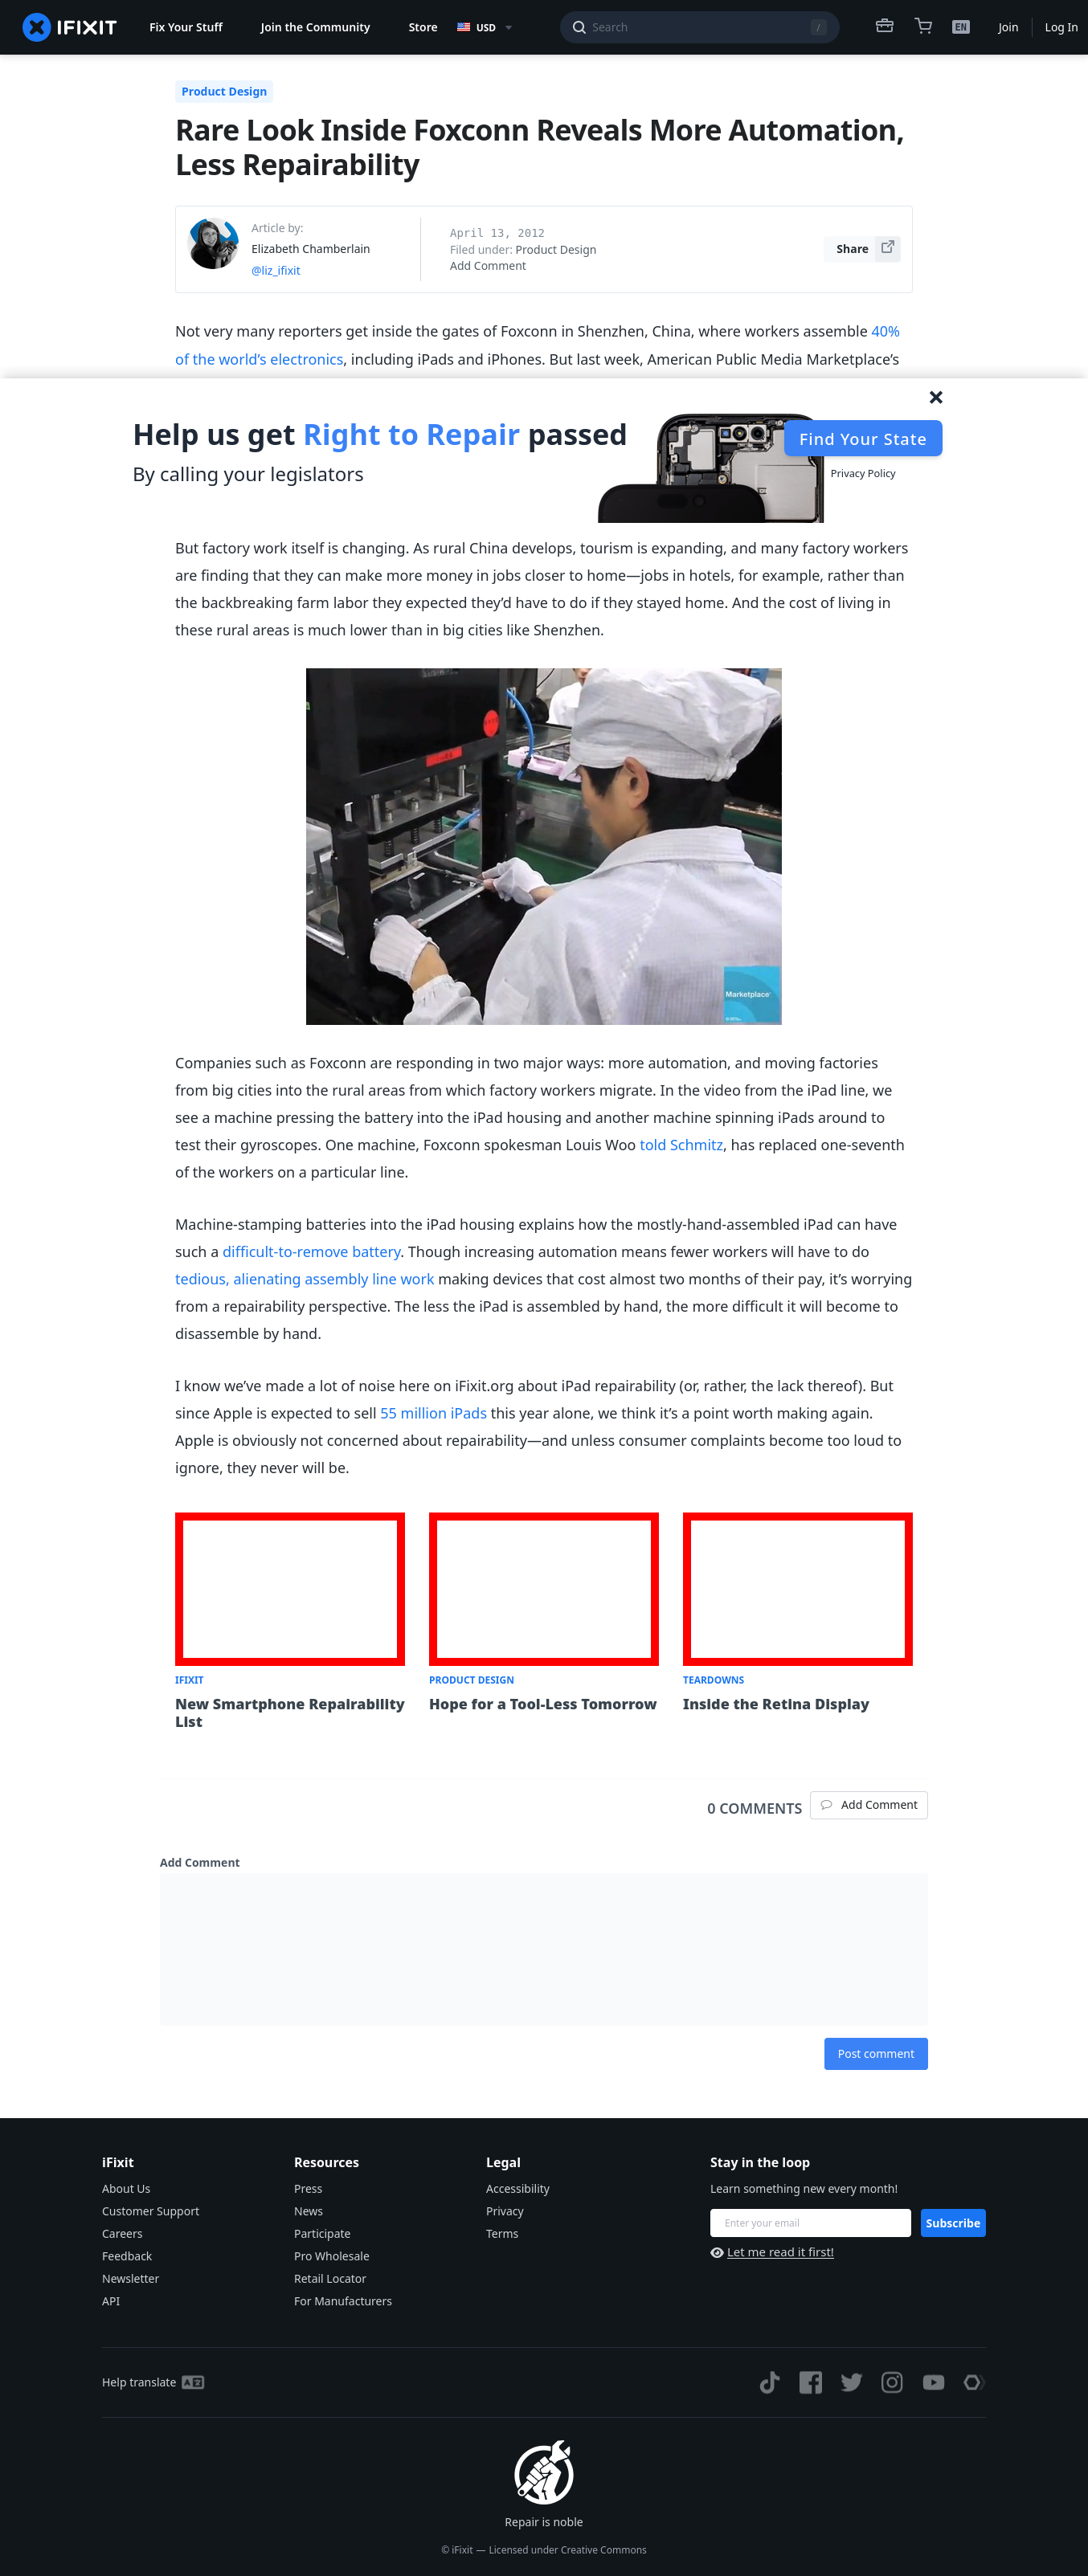 IFIXIT
Fix Your Stuff
Join the Community
Store
USD
Search
/
EN
Join
Log In
Product Design
Rare Look Inside Foxconn Reveals More Automation,
Less Repairability
Article by:
Elizabeth Chamberlain
@liz_ifixit
April 13, 2012
Filed under: Product Design
Add Comment
Share
Not very many reporters get inside the gates of Foxconn in Shenzhen, China, where workers assemble 40%
of the world’s electronics, including iPads and iPhones. But last week, American Public Media Marketplace’s
Help us get Right to Repair passed
By calling your legislators
Find Your State
Privacy Policy
But factory work itself is changing. As rural China develops, tourism is expanding, and many factory workers
are finding that they can make more money in jobs closer to home—jobs in hotels, for example, rather than
the backbreaking farm labor they expected they’d have to do if they stayed home. And the cost of living in
these rural areas is much lower than in big cities like Shenzhen.
Marketplace
Companies such as Foxconn are responding in two major ways: more automation, and moving factories
from big cities into the rural areas from which factory workers migrate. In the video from the iPad line, we
see a machine pressing the battery into the iPad housing and another machine spinning iPads around to
test their gyroscopes. One machine, Foxconn spokesman Louis Woo told Schmitz, has replaced one-seventh
of the workers on a particular line.
Machine-stamping batteries into the iPad housing explains how the mostly-hand-assembled iPad can have
such a difficult-to-remove battery. Though increasing automation means fewer workers will have to do
tedious, alienating assembly line work making devices that cost almost two months of their pay, it’s worrying
from a repairability perspective. The less the iPad is assembled by hand, the more difficult it will become to
disassemble by hand.
I know we’ve made a lot of noise here on iFixit.org about iPad repairability (or, rather, the lack thereof). But
since Apple is expected to sell 55 million iPads this year alone, we think it’s a point worth making again.
Apple is obviously not concerned about repairability—and unless consumer complaints become too loud to
ignore, they never will be.
IFIXIT
New Smartphone Repairability
List
PRODUCT DESIGN
Hope for a Tool-Less Tomorrow
TEARDOWNS
Inside the Retina Display
0 COMMENTS
Add Comment
Add Comment
Post comment
iFixit
About Us
Customer Support
Careers
Feedback
Newsletter
API
Resources
Press
News
Participate
Pro Wholesale
Retail Locator
For Manufacturers
Legal
Accessibility
Privacy
Terms
Stay in the loop
Learn something new every month!
Enter your email
Subscribe
Let me read it first!
Help translate
Repair is noble
© iFixit — Licensed under Creative Commons